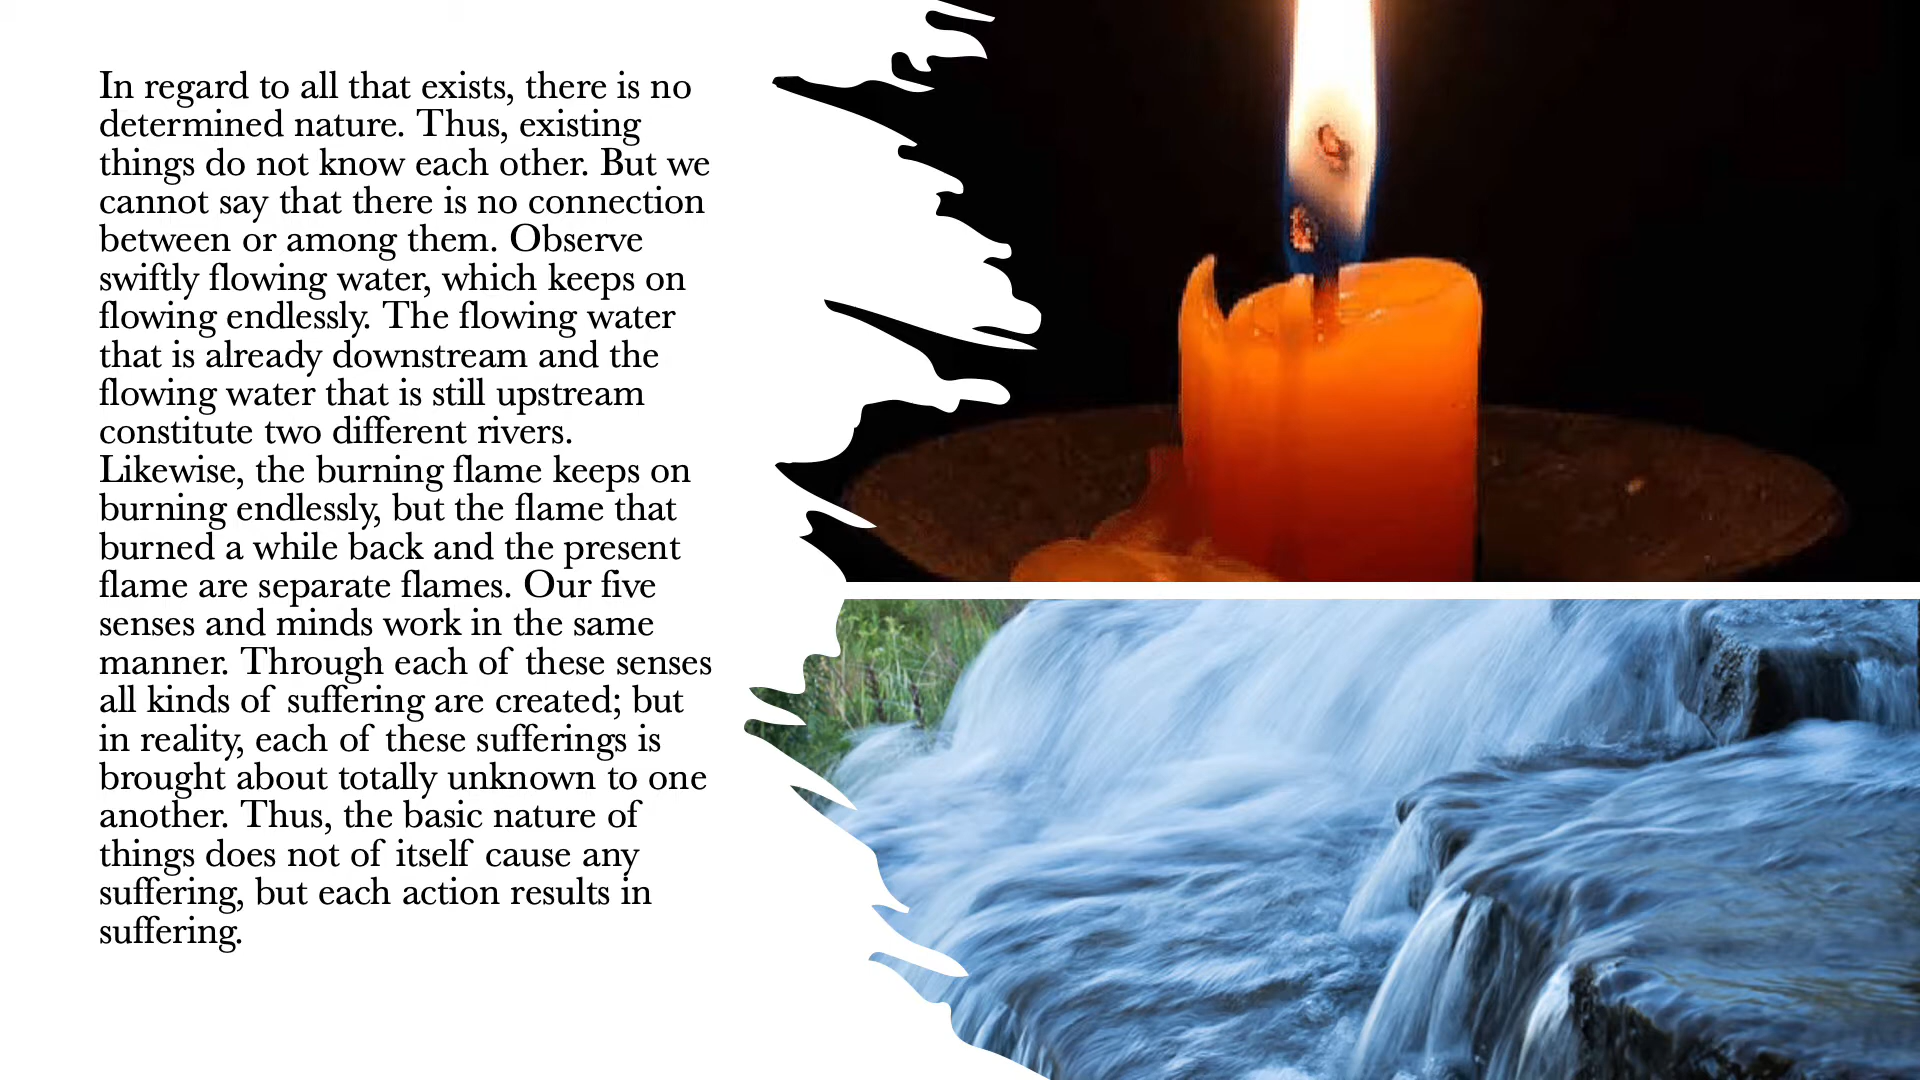 In regard to all that exists, there is no
determined nature. Thus, existing
things do not know each other. But we
cannot say that there is no connection
between or among them. Observe
swiftly flowing water, which keeps on
flowing endlessly. The flowing water
that is already downstream and the
flowing water that is still upstream
constitute two different rivers.
Likewise, the burning flame keeps on
burning endlessly, but the flame that
burned a while back and the present
flame are separate flames. Our five
senses and minds work in the same
manner. Through each of these senses
all kinds of suffering are created; but
in reality, each of these sufferings is
brought about totally unknown to one
another. Thus, the basic nature of
things does not of itself cause any
suffering, but each action results in
suffering.